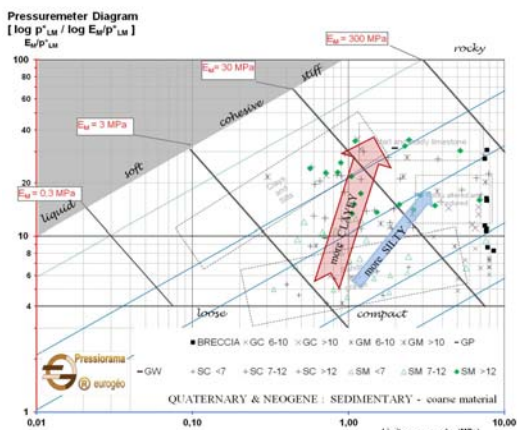 Pressuremeter Diagram
[ log p*LM / log EM/p*LM ]
EM/p*LM
EM = 300 MPa
rocky
EM = 30 MPa
stiff
EM = 3 MPa
cohesive
soft
EM = 0,3 MPa
liquid
100
60
40
20
10
6
4
2
1
more CLAYEY
more SILTY
loose
compact
BRECCIA GC 6-10 GC >10 GM 6-10 GM >10 GP
GW SC <7 SC 7-12 SC >12 SM <7 SM 7-12 SM >12
Pressiorama
® eurogéo
QUATERNARY & NEOGENE : SEDIMENTARY - coarse material
0,01 0,10 1,00 10,00